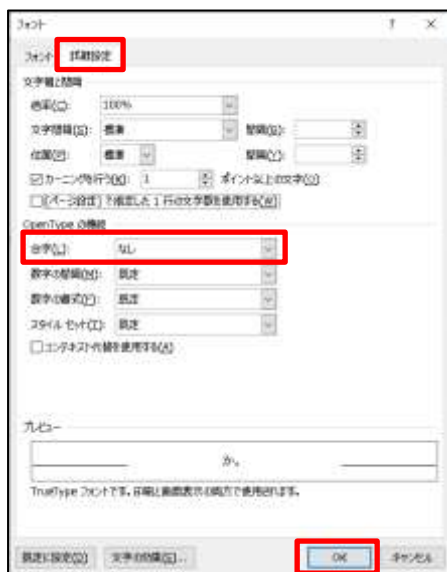 フォント ? ×
フォント 詳細設定
文字幅と間隔
倍率(C): 100%
文字間隔(S): 標準 間隔(B):
位置(P): 標準 間隔(Y):
カーニングを行う(K): 1 ポイント以上の文字(O)
[ページ設定] で指定した 1 行の文字数を使用する(W)
OpenType の機能
合字(L): なし
数字の間隔(M): 既定
数字の書式(F): 既定
スタイル セット(T): 既定
コンテキストの代替を使用する(A)
プレビュー
か。
TrueType フォントです。印刷と画面表示の両方で使用されます。
既定に設定(D) 文字の効果(E)... OK キャンセル